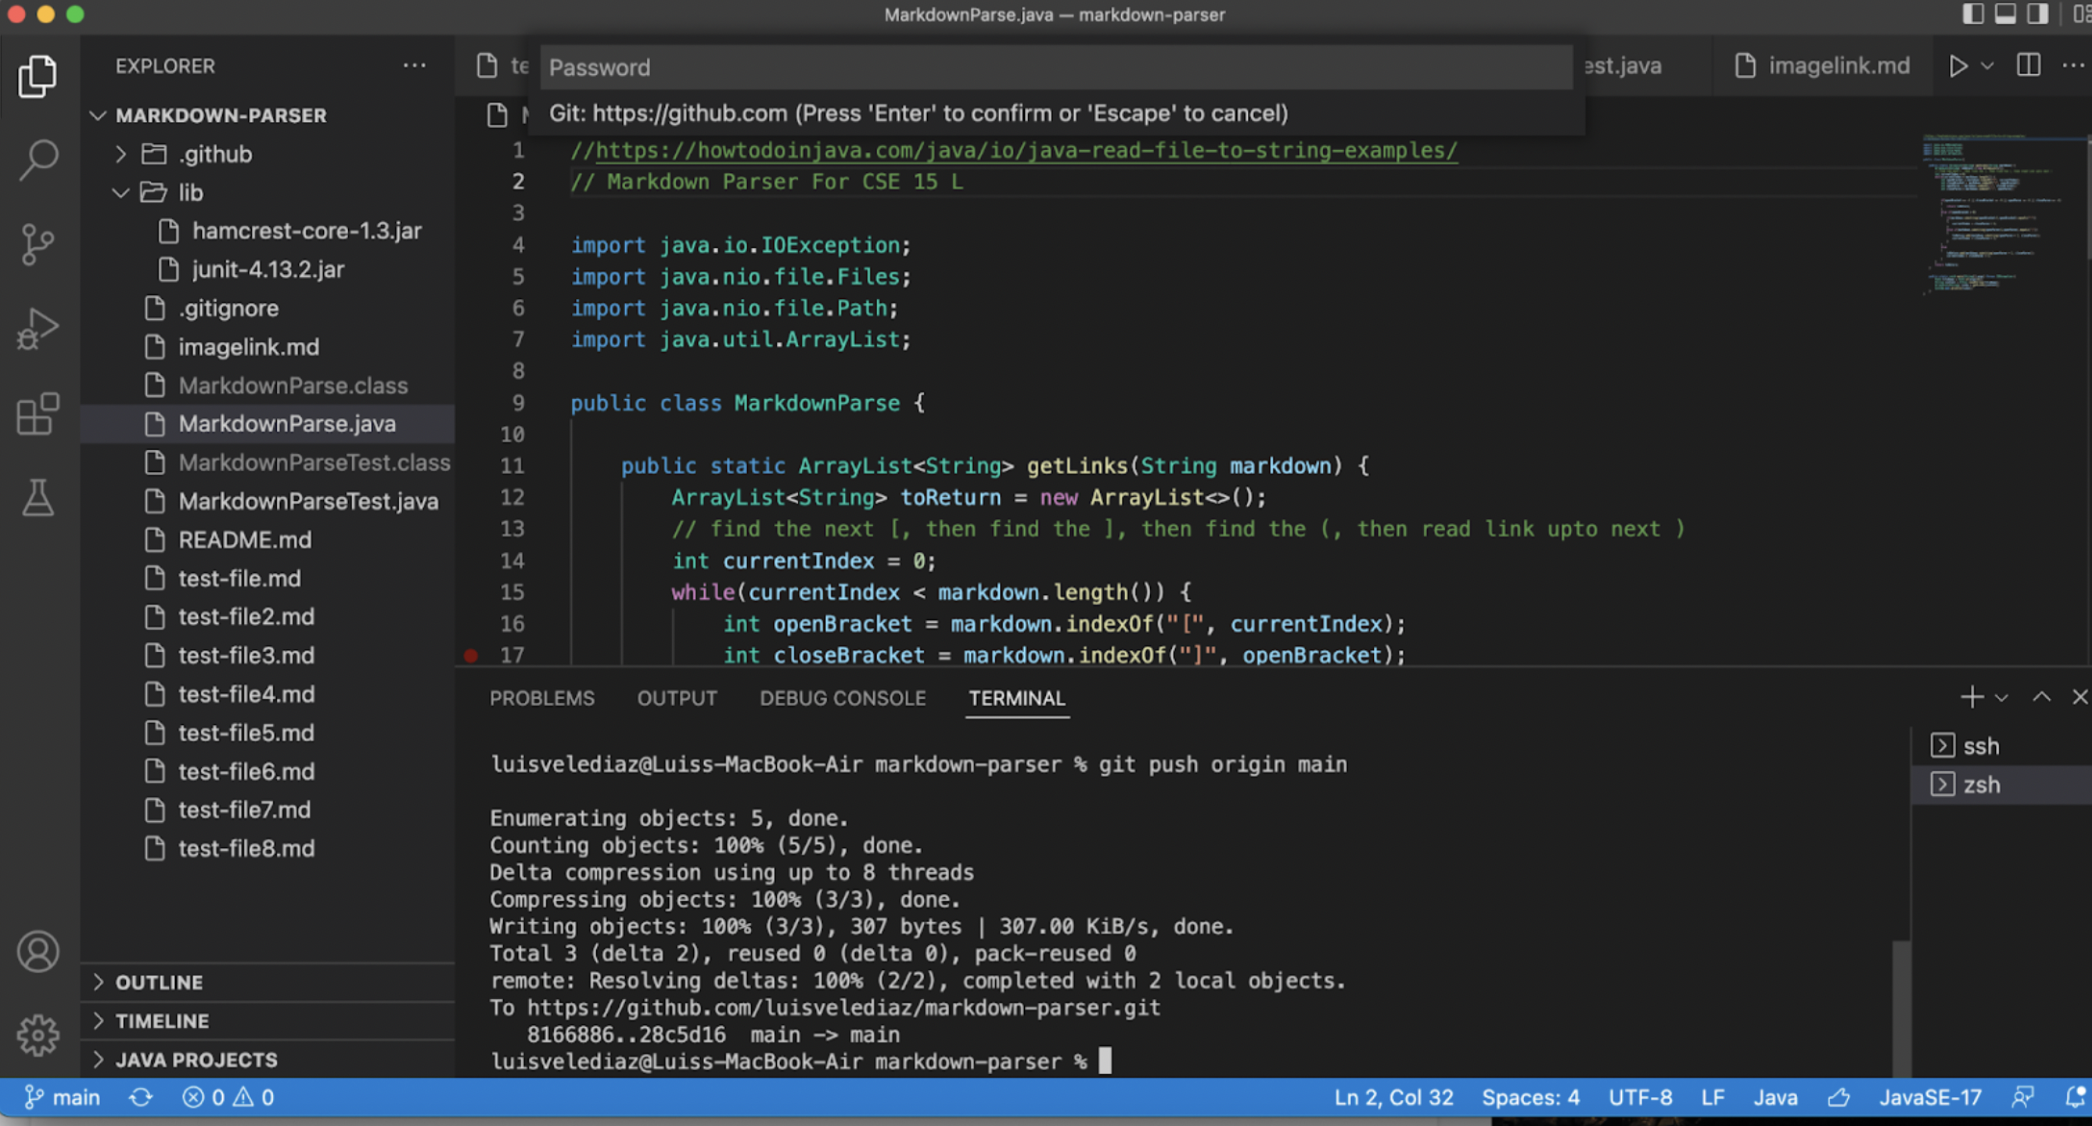 MarkdownParse.java — markdown-parser
EXPLORER
MARKDOWN-PARSER
.github
lib
hamcrest-core-1.3.jar
junit-4.13.2.jar
.gitignore
imagelink.md
MarkdownParse.class
MarkdownParse.java
MarkdownParseTest.class
MarkdownParseTest.java
README.md
test-file.md
test-file2.md
test-file3.md
test-file4.md
test-file5.md
test-file6.md
test-file7.md
test-file8.md
OUTLINE
TIMELINE
JAVA PROJECTS
te
Password
est.java
imagelink.md
Git: https://github.com (Press 'Enter' to confirm or 'Escape' to cancel)
1 //https://howtodoinjava.com/java/io/java-read-file-to-string-examples/
2 // Markdown Parser For CSE 15 L
3
4 import java.io.IOException;
5 import java.nio.file.Files;
6 import java.nio.file.Path;
7 import java.util.ArrayList;
8
9 public class MarkdownParse {
10
11 public static ArrayList<String> getLinks(String markdown) {
12 ArrayList<String> toReturn = new ArrayList<>();
13 // find the next [, then find the ], then find the (, then read link upto next )
14 int currentIndex = 0;
15 while(currentIndex < markdown.length()) {
16 int openBracket = markdown.indexOf("[", currentIndex);
17 int closeBracket = markdown.indexOf("]", openBracket);
PROBLEMS OUTPUT DEBUG CONSOLE TERMINAL
luisvelediaz@Luiss-MacBook-Air markdown-parser % git push origin main
Enumerating objects: 5, done.
Counting objects: 100% (5/5), done.
Delta compression using up to 8 threads
Compressing objects: 100% (3/3), done.
Writing objects: 100% (3/3), 307 bytes | 307.00 KiB/s, done.
Total 3 (delta 2), reused 0 (delta 0), pack-reused 0
remote: Resolving deltas: 100% (2/2), completed with 2 local objects.
To https://github.com/luisvelediaz/markdown-parser.git
8166886..28c5d16 main -> main
luisvelediaz@Luiss-MacBook-Air markdown-parser %
ssh
zsh
main 0 0 Ln 2, Col 32 Spaces: 4 UTF-8 LF Java JavaSE-17